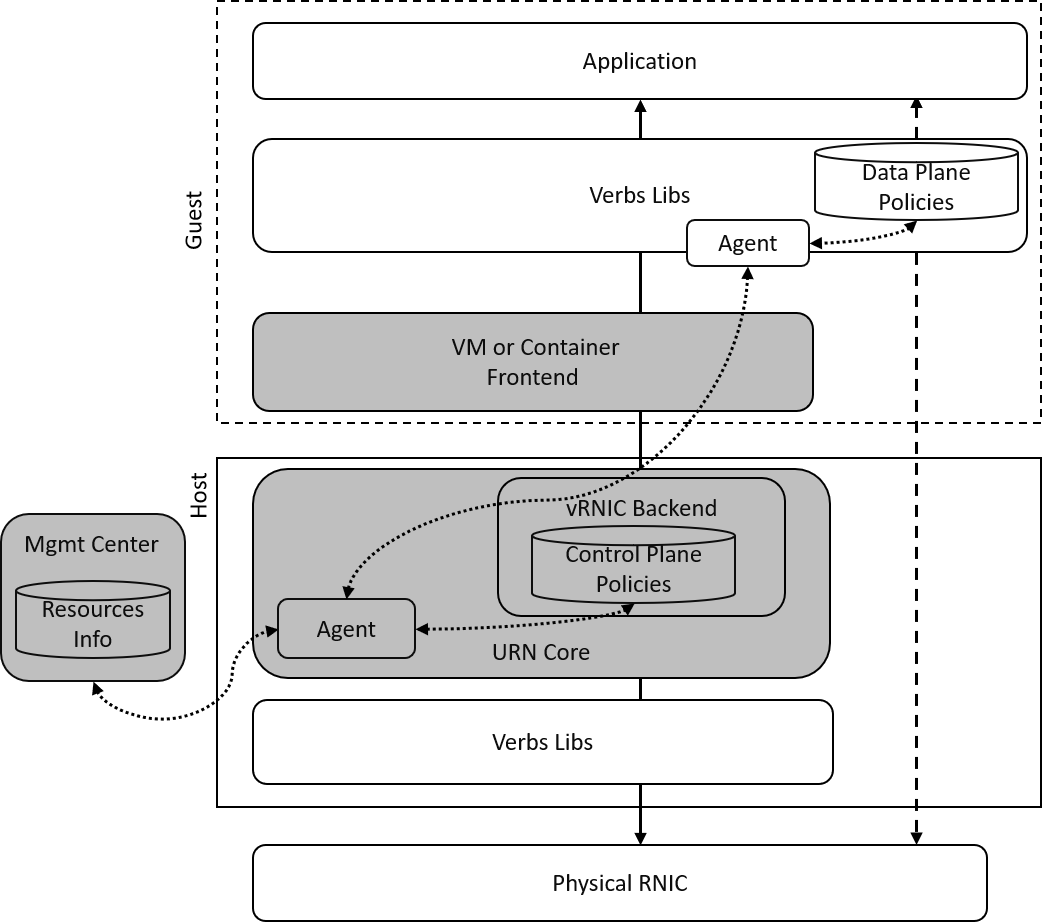 Application
Guest
Verbs Libs
Data Plane
Policies
Agent
VM or Container
Frontend
Host
Mgmt Center
Resources
Info
vRNIC Backend
Control Plane
Policies
Agent
URN Core
Verbs Libs
Physical RNIC